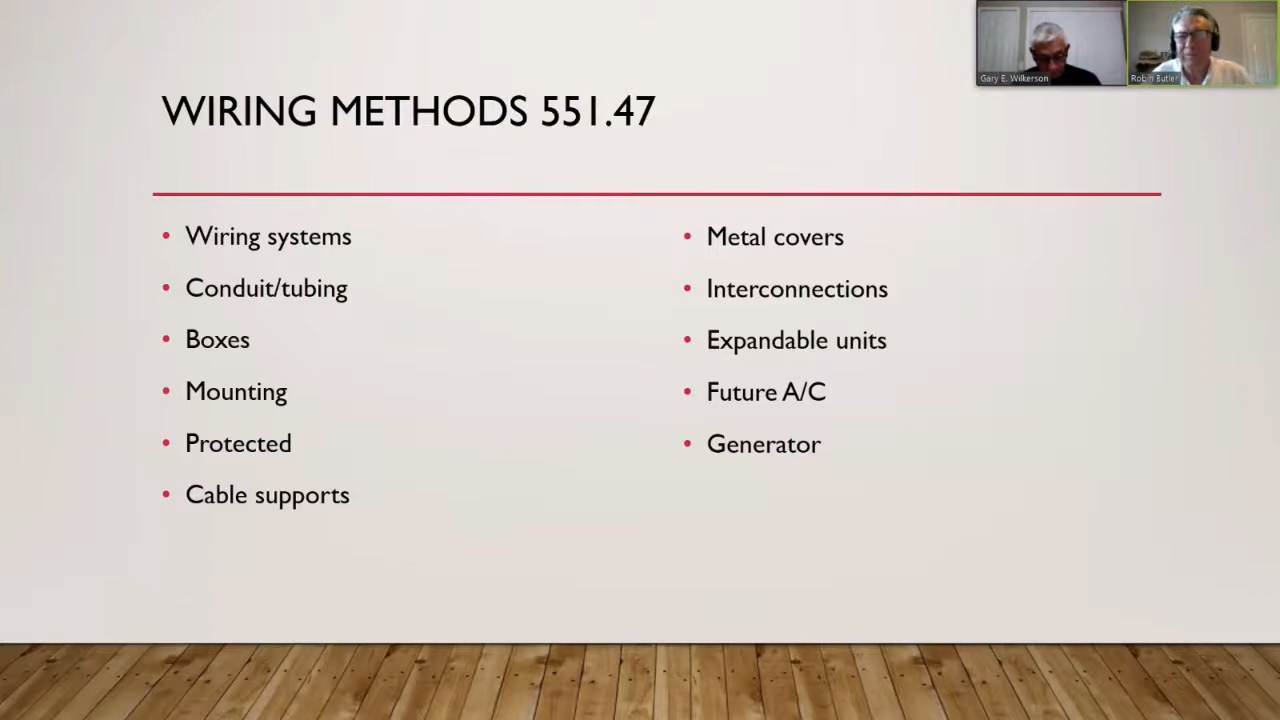 WIRING METHODS 551.47
• Wiring systems
• Conduit/tubing
• Boxes
• Mounting
• Protected
• Cable supports
• Metal covers
• Interconnections
• Expandable units
• Future A/C
• Generator
Gary E. Wilkerson
Robin Butler